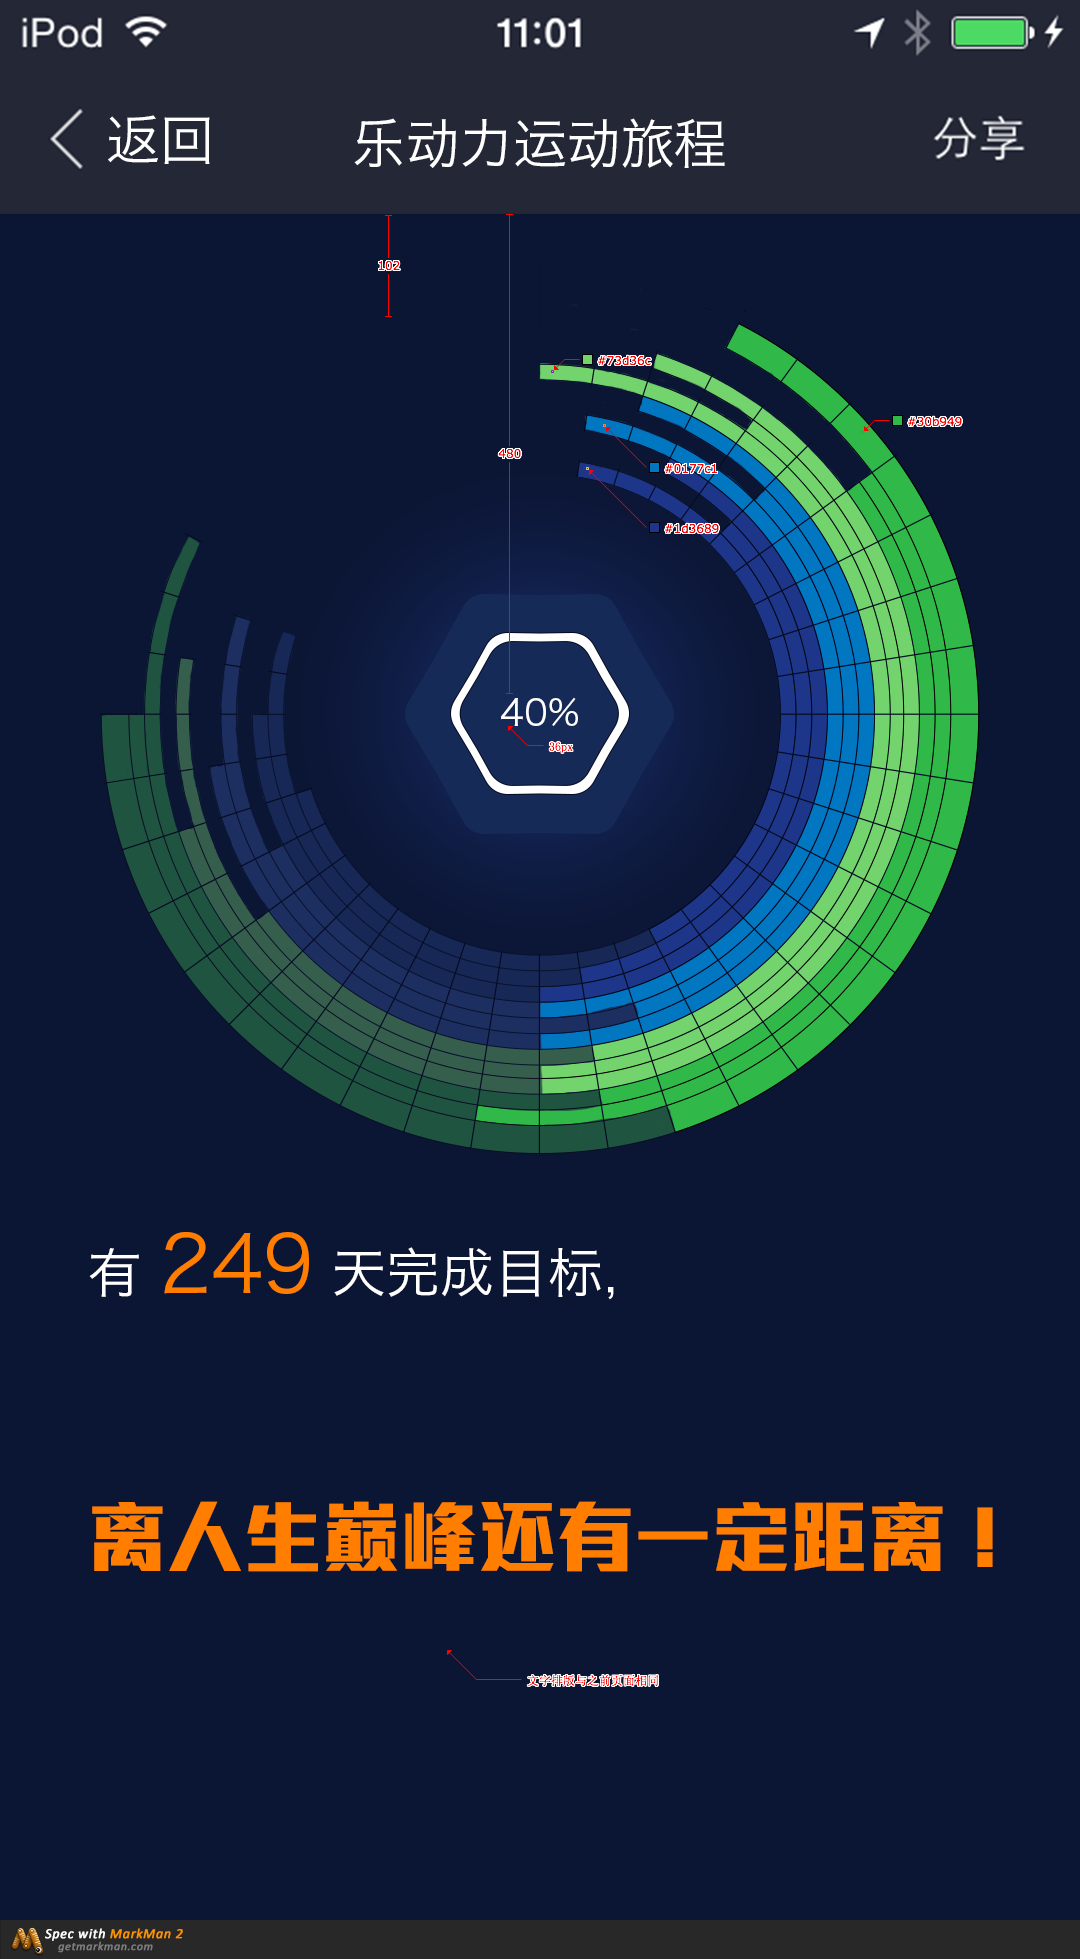 iPod 11:01
返回 乐动力运动旅程 分享
102
#73d36c
#30b949
480
#0177c1
#1d3689
40%
36px
有 249 天完成目标,
离人生巅峰还有一定距离！
文字排版与之前页面相同
Spec with MarkMan 2
getmarkman.com